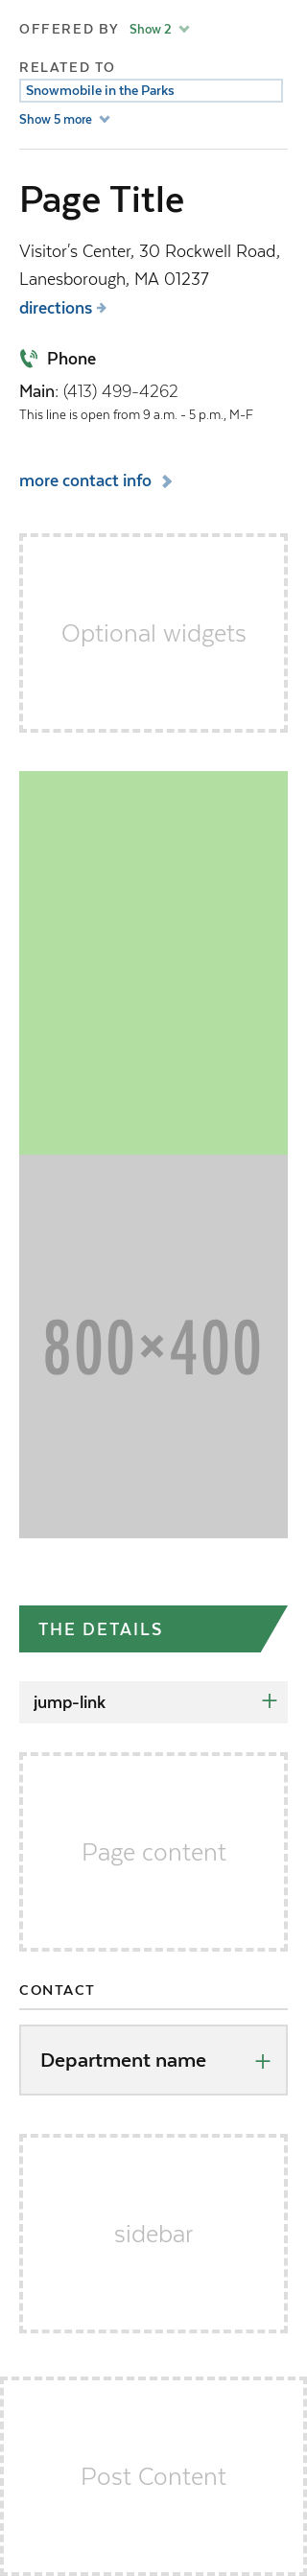 OFFERED BY Show 2
RELATED TO
Snowmobile in the Parks
Show 5 more
Page Title
Visitor's Center, 30 Rockwell Road,
Lanesborough, MA 01237
directions
Phone
Main: (413) 499-4262
This line is open from 9 a.m. - 5 p.m., M-F
more contact info
Optional widgets
800×400
THE DETAILS
jump-link
Page content
CONTACT
Department name
sidebar
Post Content